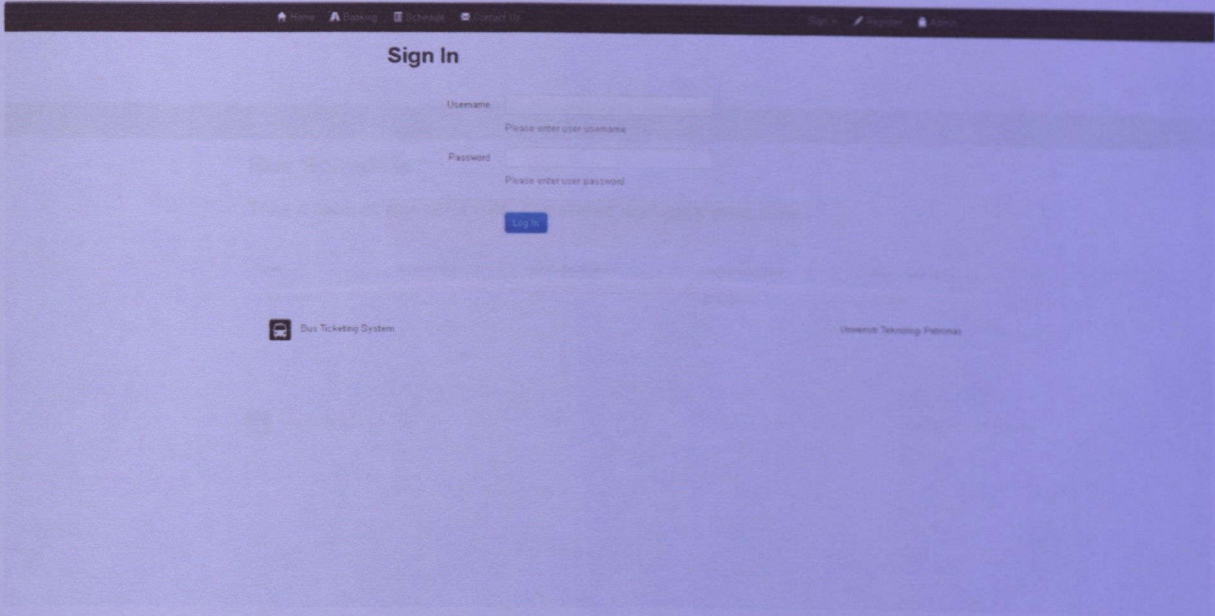 Home Booking Schedule Contact Us Sign Register Admin
Sign In
Username
Please enter user username
Password
Please enter user password
Log In
Bus Ticketing System
Universiti Teknologi Petronas